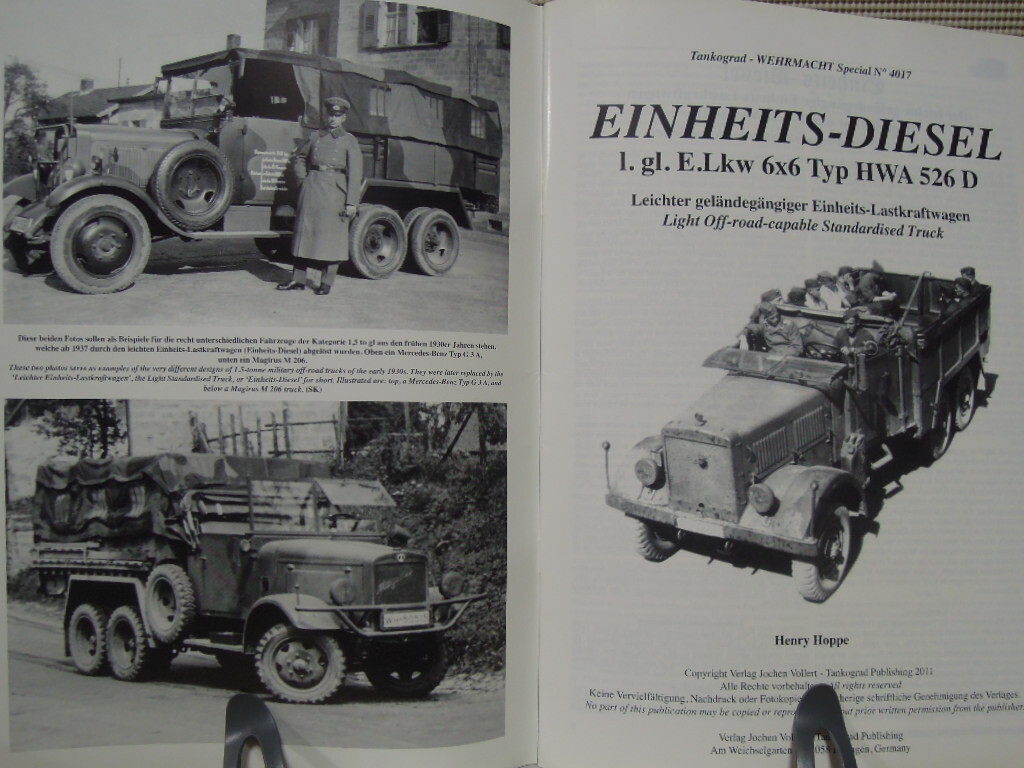 Diese beiden Fotos sollen als Beispiele für die recht unterschiedlichen Fahrzeuge der Kategorie 1,5 to gl aus den frühen 1930er Jahren stehen,
welche ab 1937 durch den leichten Einheits-Lastkraftwagen (Einheits-Diesel) abgelöst wurden. Oben ein Mercedes-Benz Typ G 3 A,
unten ein Magirus M 206.
These two photos serve as examples of the very different designs of 1.5-tonne military off-road trucks of the early 1930s. They were later replaced by the
'Leichter Einheits-Lastkraftwagen', the Light Standardised Truck, or 'Einheits-Diesel' for short. Illustrated are: top, a Mercedes-Benz Typ G 3 A, and
below a Magirus M 206 truck. (SK)
Tankograd - WEHRMACHT Special N° 4017
EINHEITS-DIESEL
l. gl. E.Lkw 6x6 Typ HWA 526 D
Leichter geländegängiger Einheits-Lastkraftwagen
Light Off-road-capable Standardised Truck
Henry Hoppe
Copyright Verlag Jochen Vollert - Tankograd Publishing 2011
Alle Rechte All rights reserved
Keine Vervielfältigung, Nachdruck oder schriftliche Genehmigung des Verlages.
No part of this publication may be copied or prior written permission from the publisher.
Verlag Jochen Publishing
Am Weichselgarten Germany